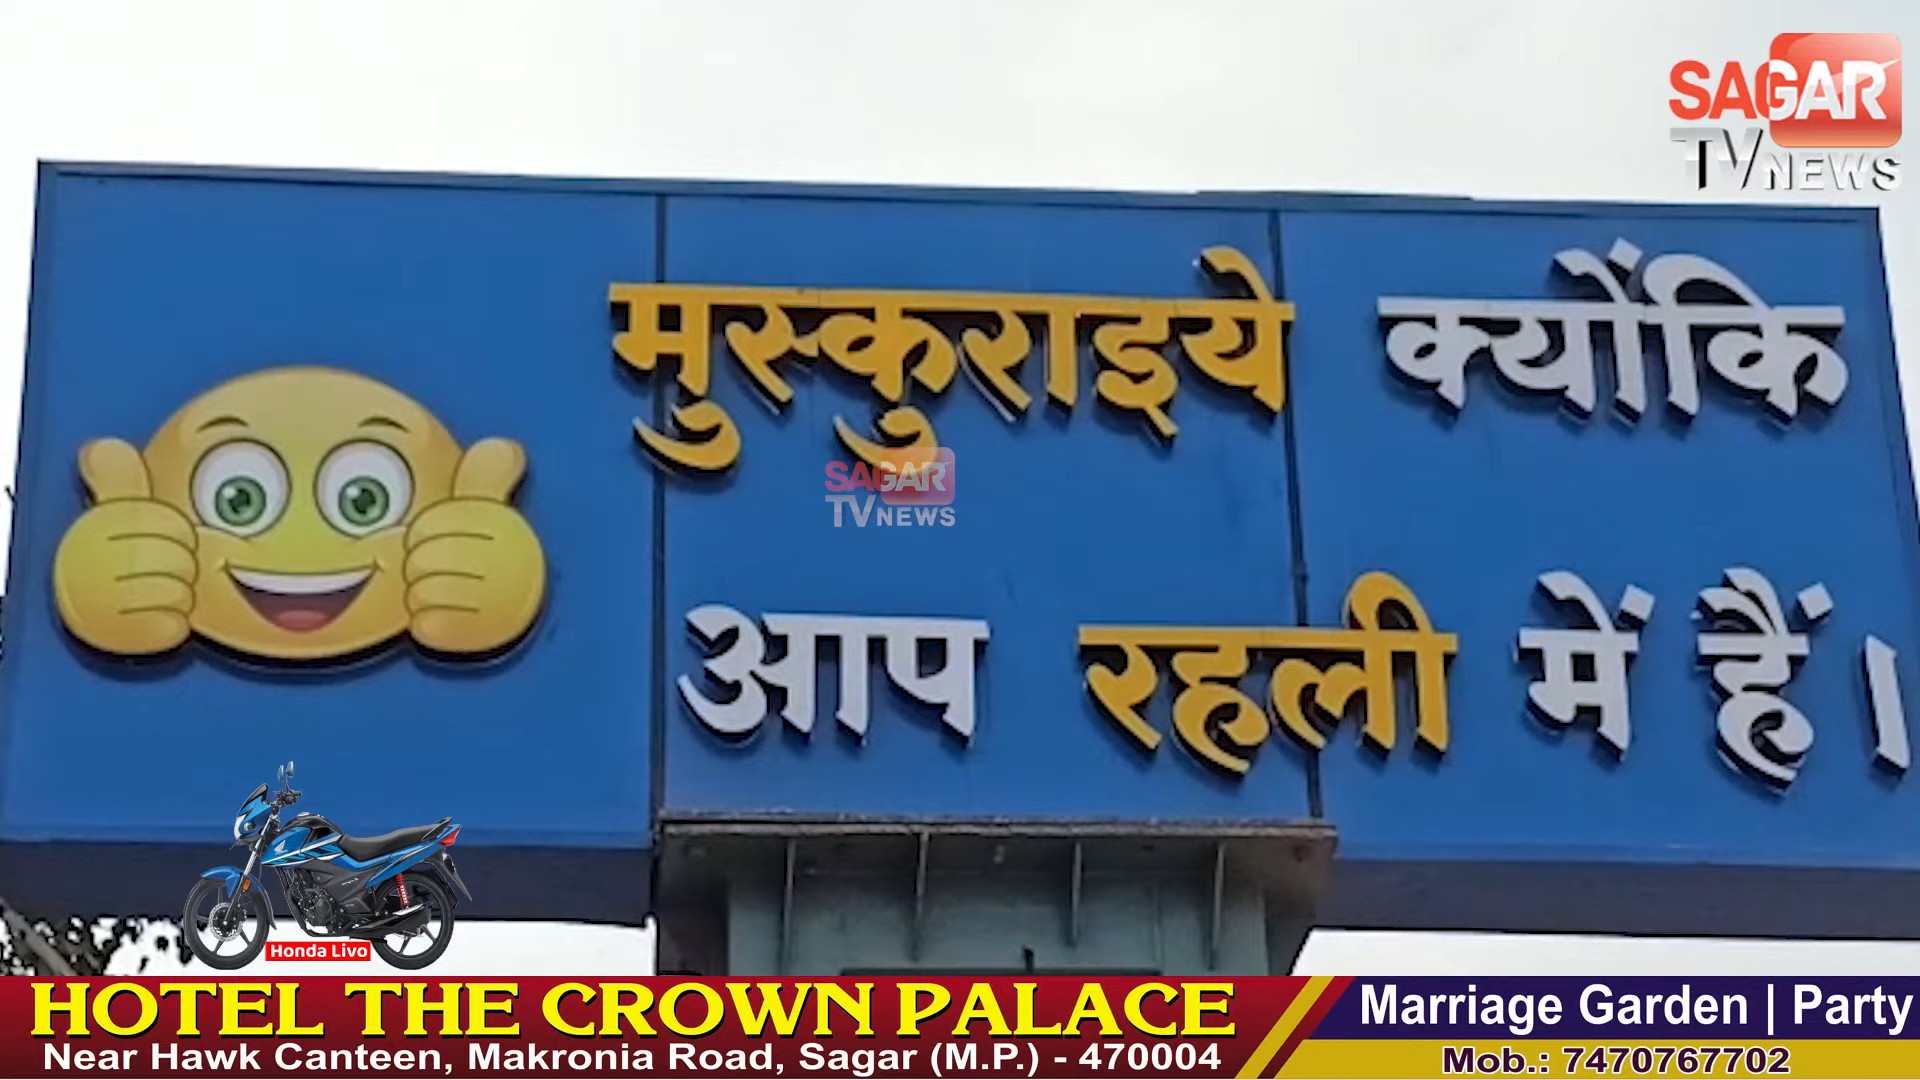 SAGAR
TV NEWS
मुस्कुराइये क्योंकि
SAGAR
TV NEWS
आप रहली में हैं।
Honda Livo
HOTEL THE CROWN PALACE
Near Hawk Canteen, Makronia Road, Sagar (M.P.) - 470004
Marriage Garden | Party
Mob.: 7470767702